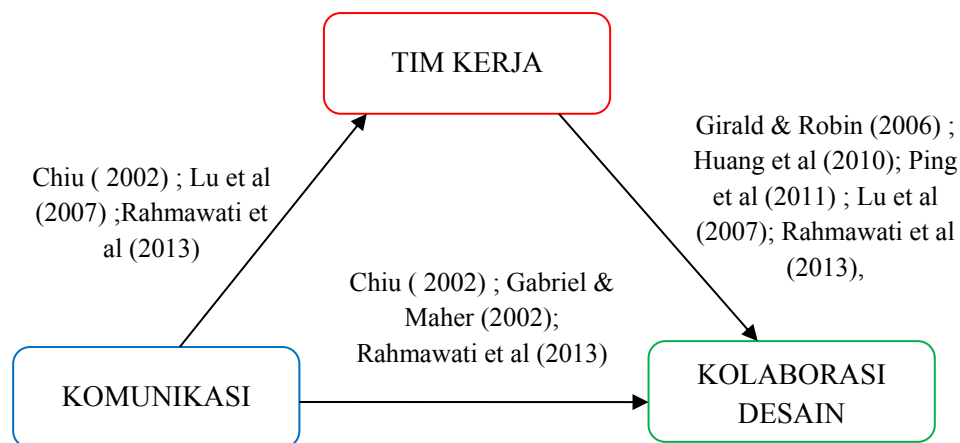 TIM KERJA
Girald & Robin (2006) ;
Huang et al (2010); Ping
et al (2011) ; Lu et al
(2007); Rahmawati et al
(2013),
Chiu ( 2002) ; Lu et al
(2007) ;Rahmawati et
al (2013)
Chiu ( 2002) ; Gabriel &
Maher (2002);
Rahmawati et al (2013)
KOMUNIKASI
KOLABORASI
DESAIN